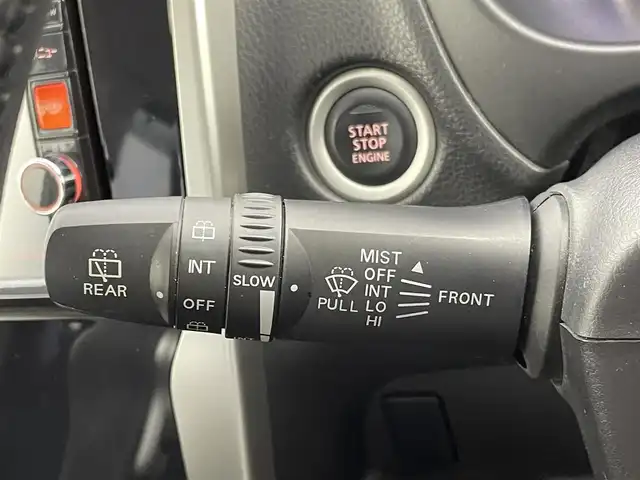 START
STOP
ENGINE
REAR
INT
OFF
SLOW
PULL
MIST
OFF
INT
LO
HI
FRONT